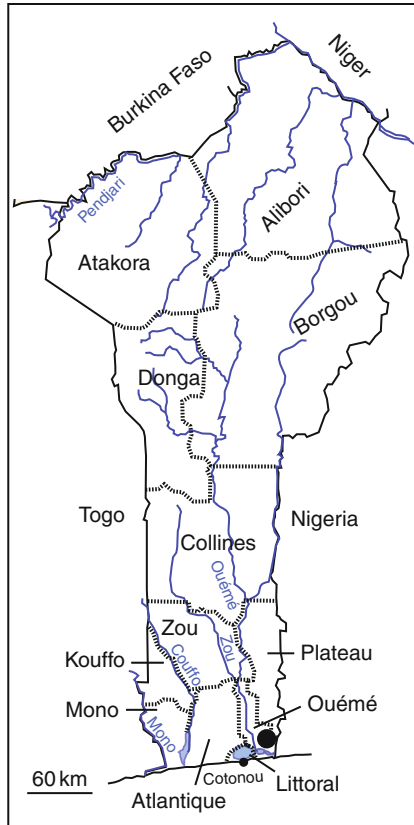 Burkina Faso
Niger
Pendjari
Alibori
Atakora
Borgou
Donga
Togo
Nigeria
Collines
Ouémé
Zou
Zou
Couffo
Kouffo
Plateau
Mono
Ouémé
Mono
60 km
Cotonou
Littoral
Atlantique